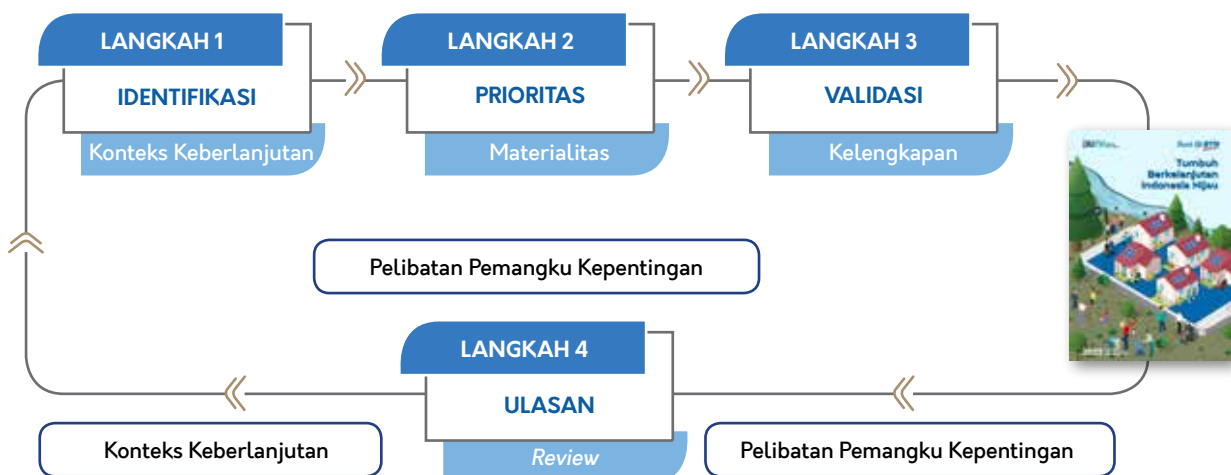 LANGKAH 1
IDENTIFIKASI
Konteks Keberlanjutan
LANGKAH 2
PRIORITAS
Materialitas
LANGKAH 3
VALIDASI
Kelengkapan
Tumbuh
Berkelanjutan
Indonesia Hijau
Pelibatan Pemangku Kepentingan
LANGKAH 4
ULASAN
Review
Konteks Keberlanjutan
Pelibatan Pemangku Kepentingan